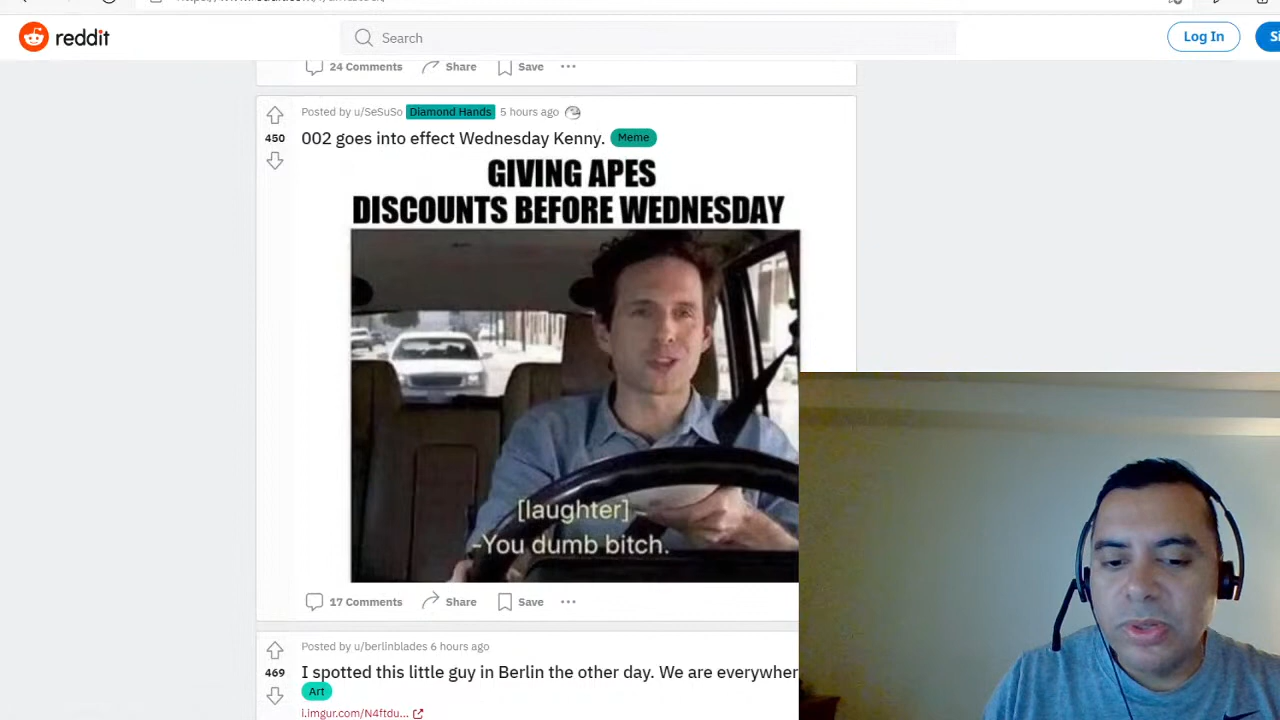 reddit
Search
Log In
24 Comments Share Save
Posted by u/SeSuSo Diamond Hands 5 hours ago
450
002 goes into effect Wednesday Kenny. Meme
GIVING APES
DISCOUNTS BEFORE WEDNESDAY
[laughter] -
-You dumb bitch.
17 Comments Share Save
Posted by u/berlinblades 6 hours ago
469
I spotted this little guy in Berlin the other day. We are everywher
Art
i.imgur.com/N4ftdu...